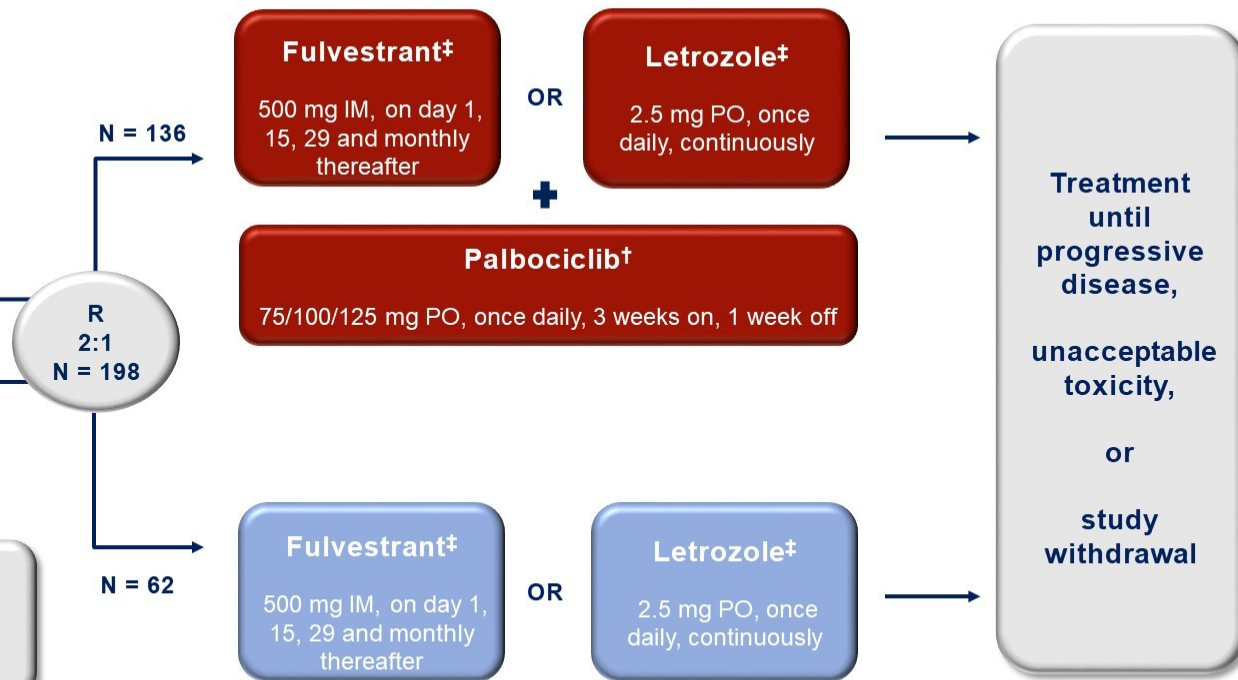 N = 136
Fulvestrant‡
500 mg IM, on day 1,
15, 29 and monthly
thereafter
OR
Letrozole‡
2.5 mg PO, once
daily, continuously
+
Palbociclib†
75/100/125 mg PO, once daily, 3 weeks on, 1 week off
R
2:1
N = 198
N = 62
Fulvestrant‡
500 mg IM, on day 1,
15, 29 and monthly
thereafter
OR
Letrozole‡
2.5 mg PO, once
daily, continuously
Treatment
until
progressive
disease,
unacceptable
toxicity,
or
study
withdrawal